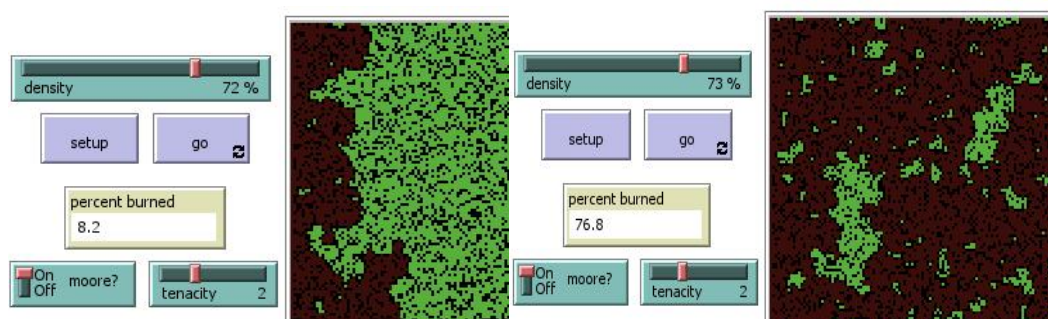 density 72 %
setup go
percent burned
8.2
On
Off
moore?
tenacity 2
density 73 %
setup go
percent burned
76.8
On
Off
moore?
tenacity 2